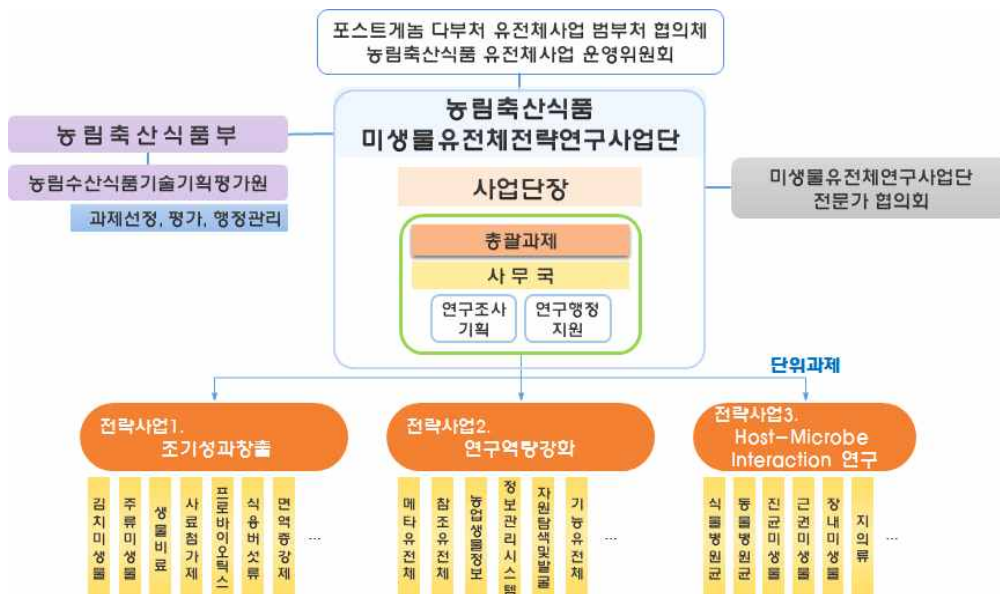 포스트게놈 다부처 유전체사업 범부처 협의체
농림축산식품 유전체사업 운영위원회
농림축산식품
미생물유전체전략연구사업단
농림축산식품부
농림수산식품기술기획평가원
과제선정, 평가, 행정관리
사업단장
미생물유전체연구사업단
전문가 협의회
총괄과제
사무국
연구조사
기획
연구행정
지원
단위과제
전략사업1.
조기성과창출
전략사업2.
연구역량강화
전략사업3.
Host-Microbe
Interaction 연구
김치미생물
주류미생물
생물비료
사료첨가제
프로바이오틱스
식용버섯류
면역증강제
...
메타유전체
참조유전체
농업생물정보
정보관리시스템
자원탐색및발굴
기능유전체
...
식물병원균
동물병원균
진균미생물
근권미생물
장내미생물
지의류
...